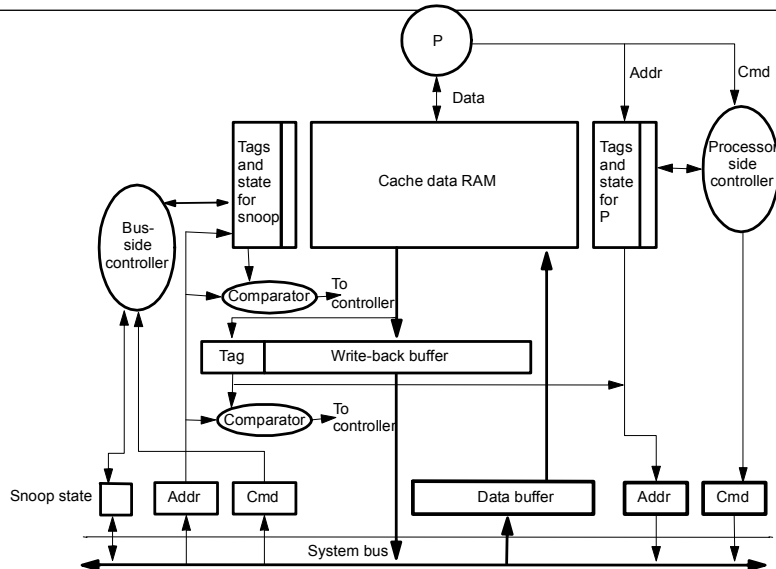 P
Addr
Cmd
Data
Tags
and
state
for
snoop
Cache data RAM
Tags
and
state
for
P
Processor
side
controller
Bus-
side
controller
Comparator
To
controller
Tag
Write-back buffer
Comparator
To
controller
Snoop state
Addr
Cmd
Data buffer
Addr
Cmd
System bus